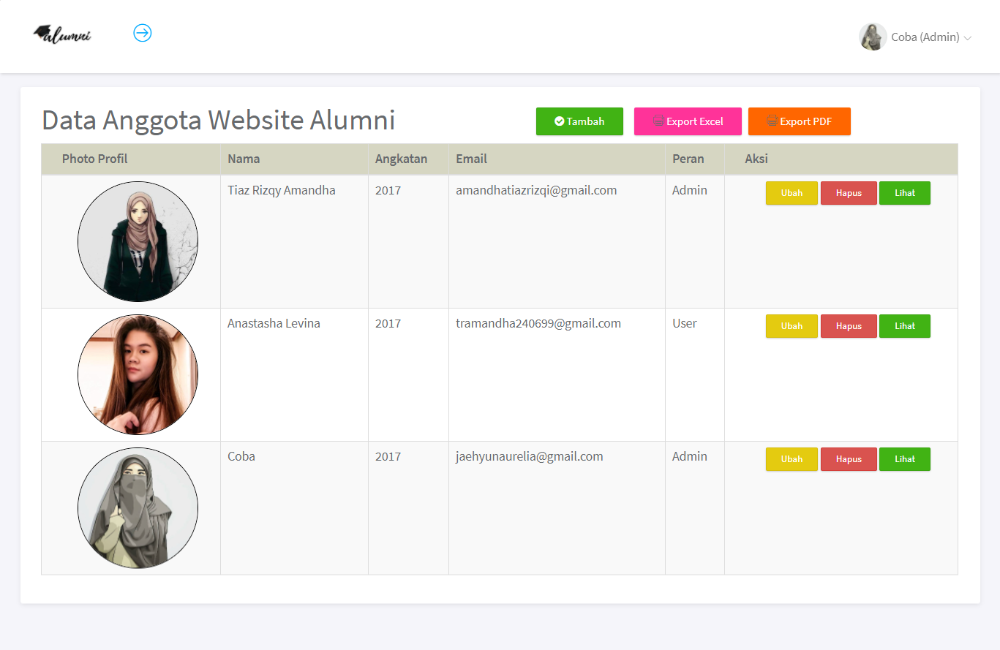 alumni
Coba (Admin)
Data Anggota Website Alumni
Tambah
Export Excel
Export PDF
Photo Profil Nama Angkatan Email Peran Aksi
Tiaz Rizqy Amandha 2017 amandhatiazrizqi@gmail.com Admin Ubah Hapus Lihat
Anastasha Levina 2017 tramandha240699@gmail.com User Ubah Hapus Lihat
Coba 2017 jaehyunaurelia@gmail.com Admin Ubah Hapus Lihat